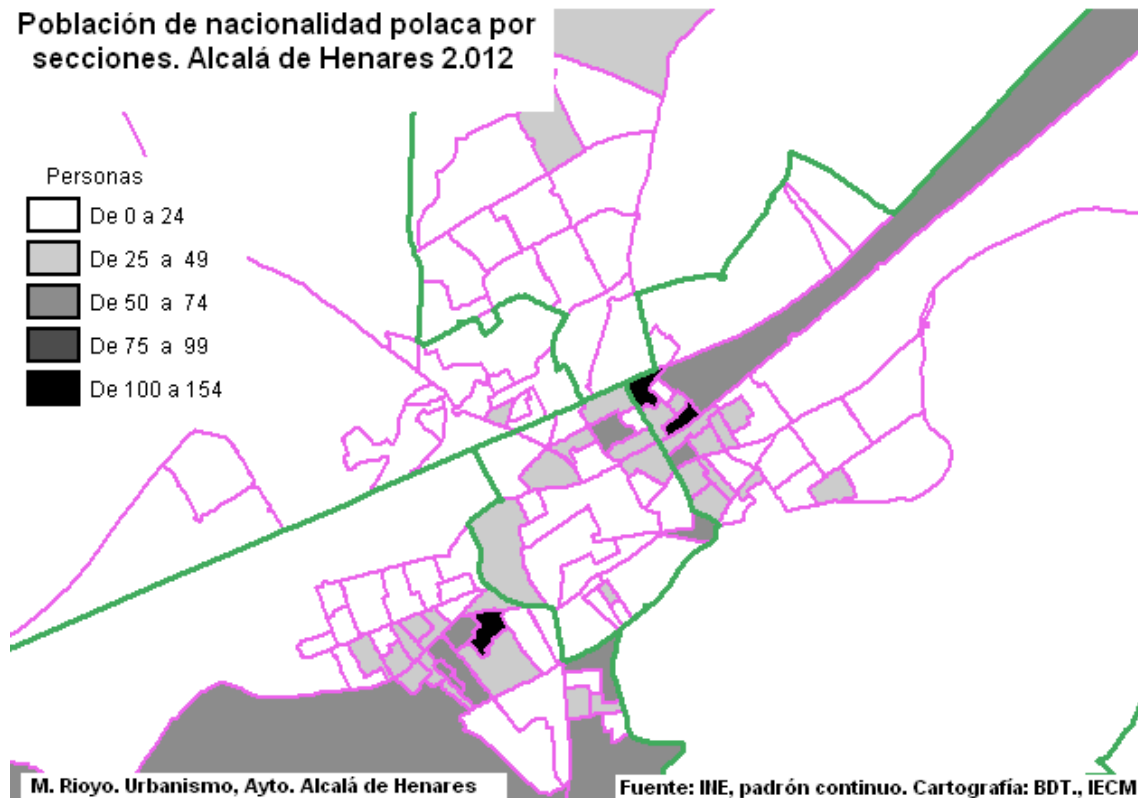 Población de nacionalidad polaca por
secciones. Alcalá de Henares 2.012
Personas
De 0 a 24
De 25 a 49
De 50 a 74
De 75 a 99
De 100 a 154
M. Rioyo. Urbanismo, Ayto. Alcalá de Henares
Fuente: INE, padrón continuo. Cartografía: BDT., IECM